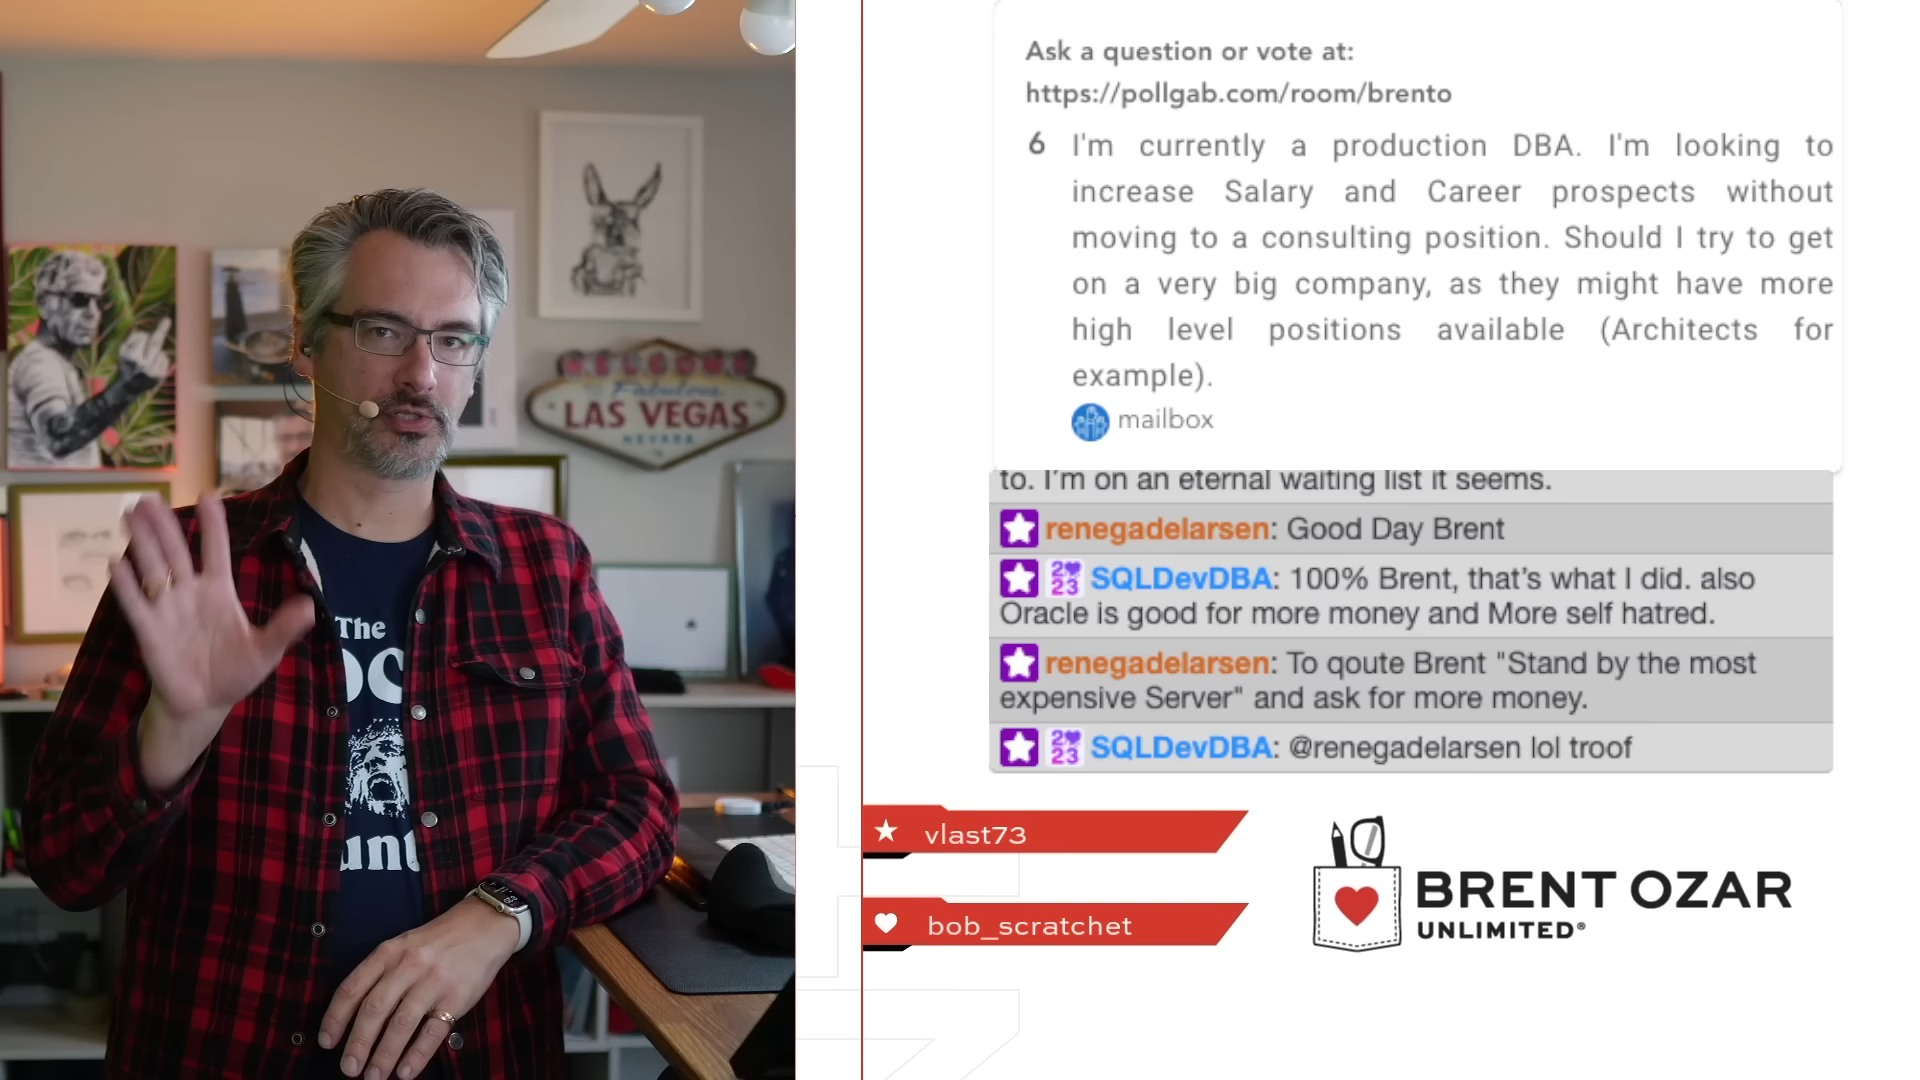 Ask a question or vote at:
https://pollgab.com/room/brento
6 I'm currently a production DBA. I'm looking to
increase Salary and Career prospects without
moving to a consulting position. Should I try to get
on a very big company, as they might have more
high level positions available (Architects for
example).
mailbox
to. I'm on an eternal waiting list it seems.
renegadelarsen: Good Day Brent
SQLDevDBA: 100% Brent, that's what I did. also
Oracle is good for more money and More self hatred.
renegadelarsen: To qoute Brent "Stand by the most
expensive Server" and ask for more money.
SQLDevDBA: @renegadelarsen lol troof
vlast73
bob_scratchet
BRENT OZAR
UNLIMITED®
WELCOME
Fabulous
LAS VEGAS
NEVADA
The